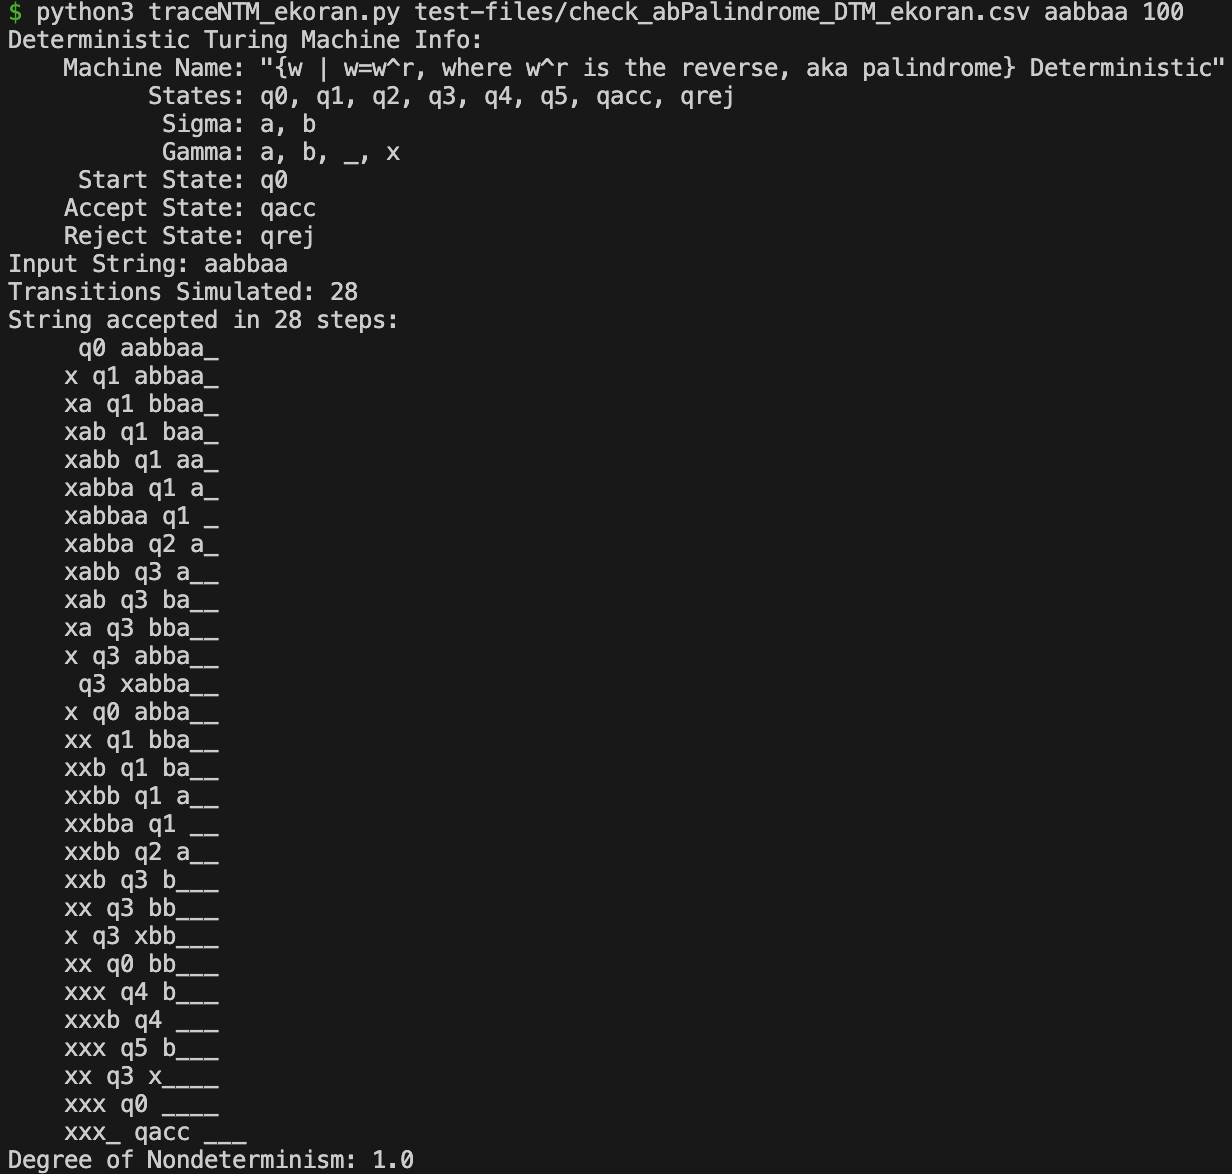 $ python3 traceNTM_ekoran.py test-files/check_abPalindrome_DTM_ekoran.csv aabbaa 100
Deterministic Turing Machine Info:
    Machine Name: "{w | w=w^r, where w^r is the reverse, aka palindrome} Deterministic"
          States: q0, q1, q2, q3, q4, q5, qacc, qrej
           Sigma: a, b
           Gamma: a, b, _, x
     Start State: q0
    Accept State: qacc
    Reject State: qrej
Input String: aabbaa
Transitions Simulated: 28
String accepted in 28 steps:
     q0 aabbaa_
    x q1 abbaa_
    xa q1 bbaa_
    xab q1 baa_
    xabb q1 aa_
    xabba q1 a_
    xabbaa q1 _
    xabba q2 a_
    xabb q3 a__
    xab q3 ba__
    xa q3 bba__
    x q3 abba__
     q3 xabba__
    x q0 abba__
    xx q1 bba__
    xxb q1 ba__
    xxbb q1 a__
    xxbba q1 __
    xxbb q2 a__
    xxb q3 b___
    xx q3 bb___
    x q3 xbb___
    xx q0 bb___
    xxx q4 b___
    xxxb q4 ___
    xxx q5 b___
    xx q3 x____
    xxx q0 ____
    xxx_ qacc ___
Degree of Nondeterminism: 1.0